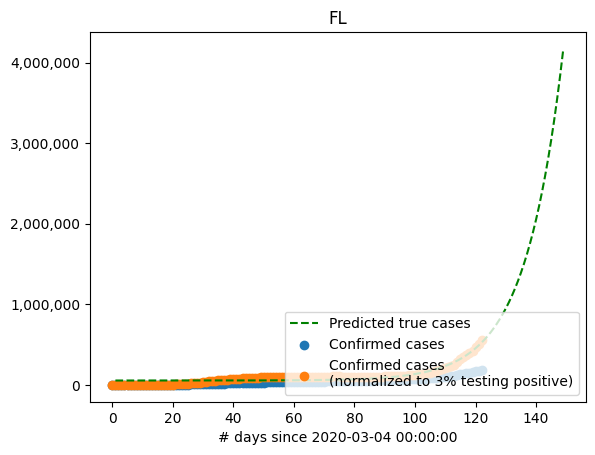 FL
4,000,000
3,000,000
2,000,000
1,000,000
0
Predicted true cases
Confirmed cases
Confirmed cases
(normalized to 3% testing positive)
0 20 40 60 80 100 120 140
# days since 2020-03-04 00:00:00